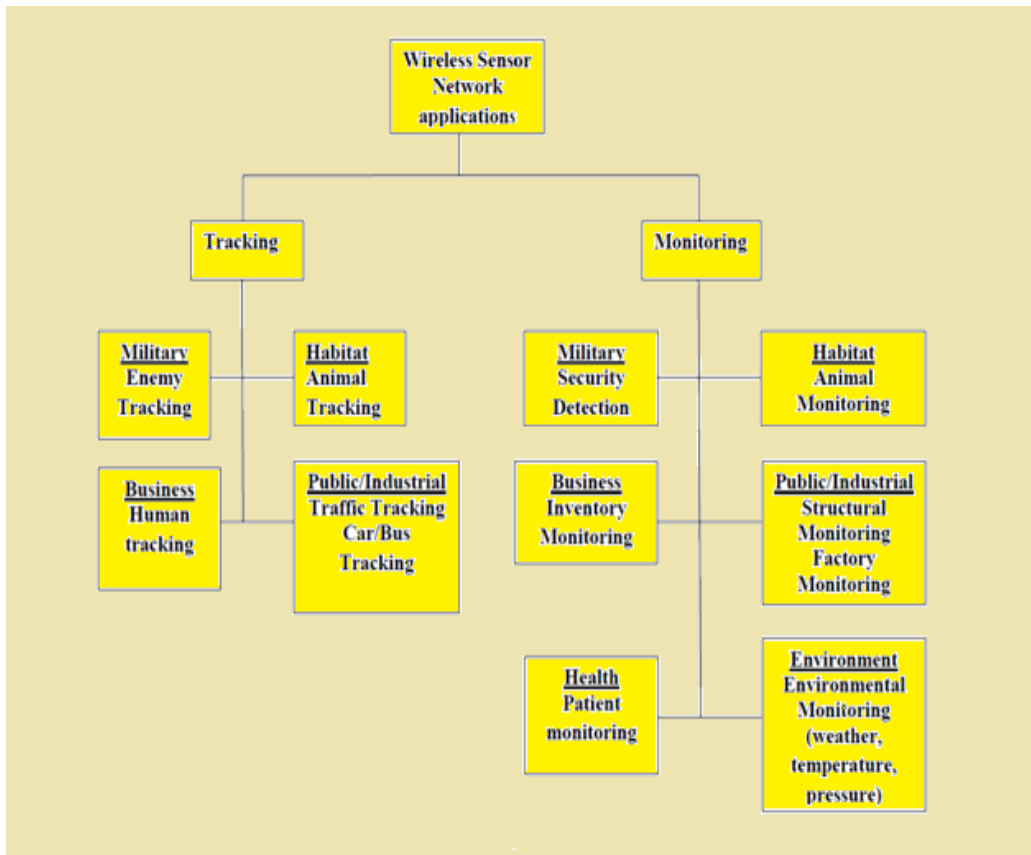 Wireless Sensor
Network
applications
Tracking
Monitoring
Military
Enemy
Tracking
Habitat
Animal
Tracking
Military
Security
Detection
Habitat
Animal
Monitoring
Business
Human
tracking
Public/Industrial
Traffic Tracking
Car/Bus
Tracking
Business
Inventory
Monitoring
Public/Industrial
Structural
Monitoring
Factory
Monitoring
Health
Patient
monitoring
Environment
Environmental
Monitoring
(weather,
temperature,
pressure)